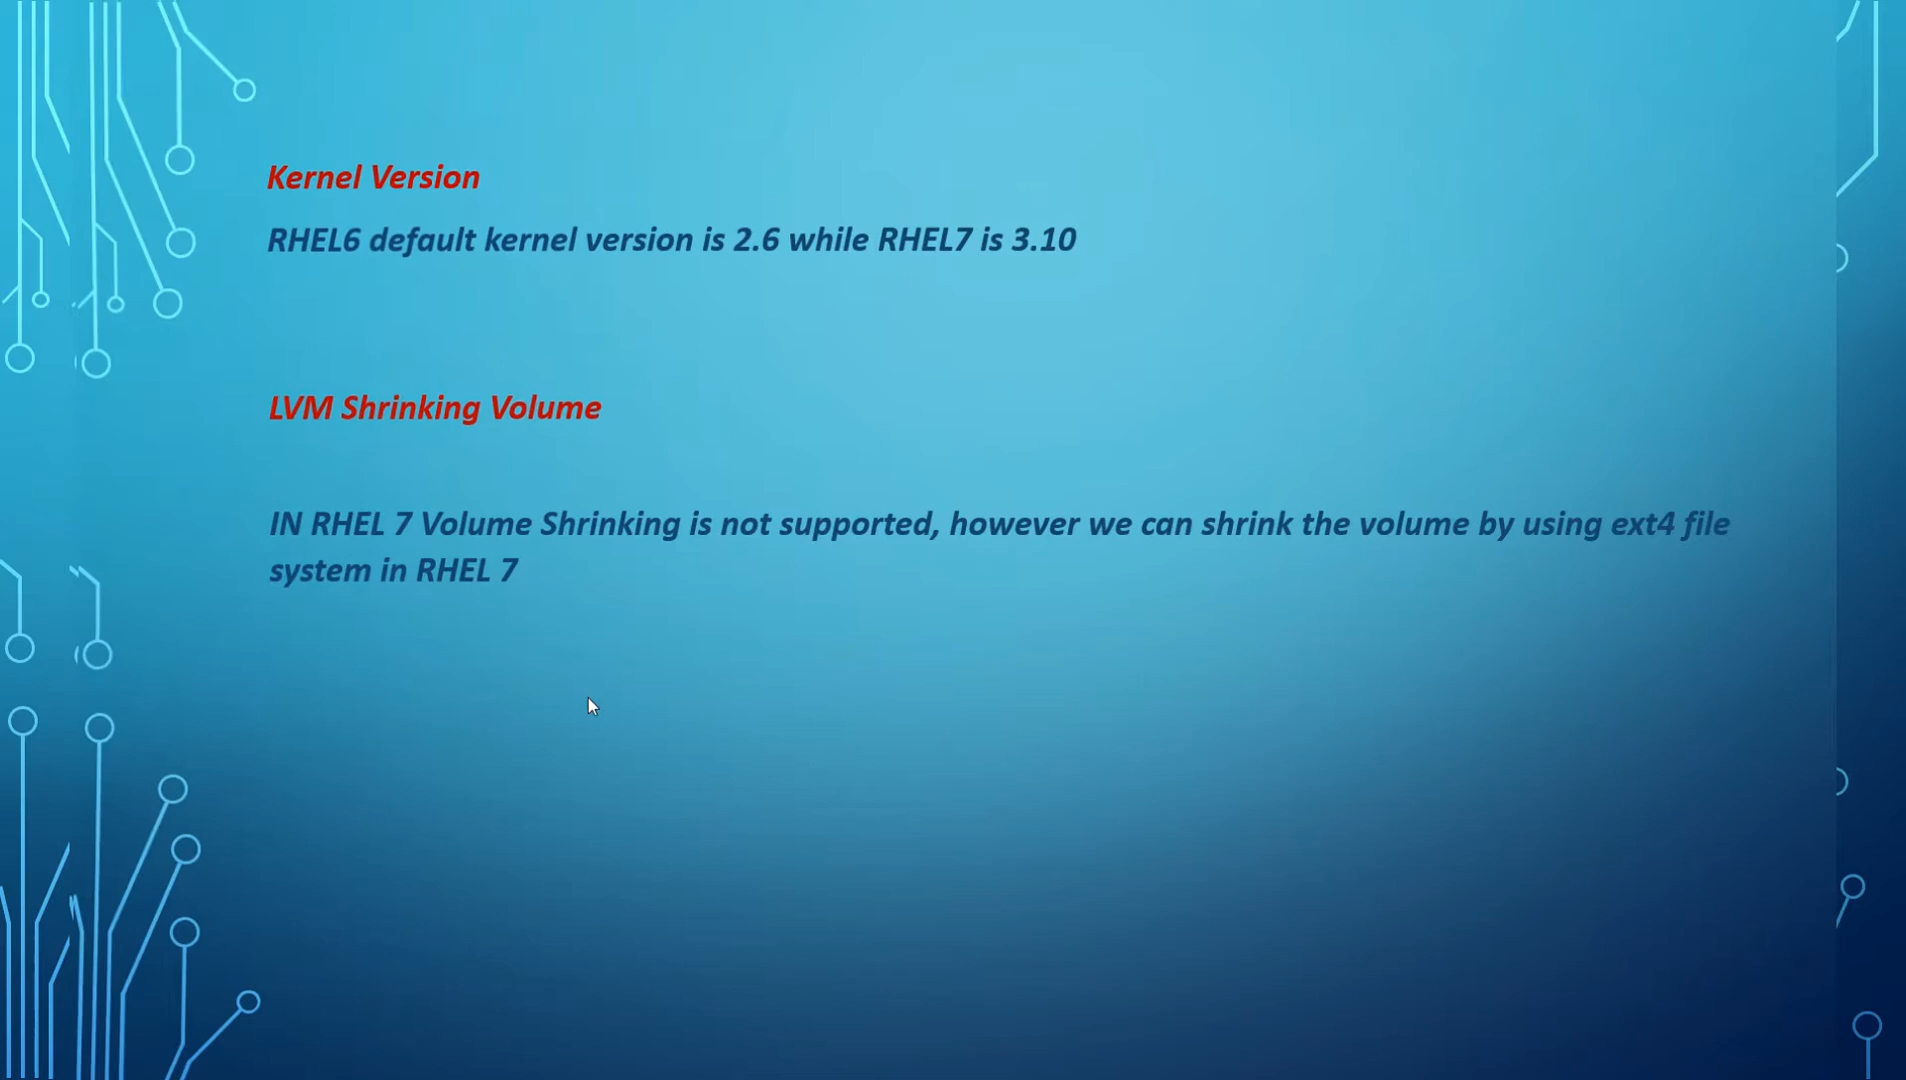 Kernel Version
RHEL6 default kernel version is 2.6 while RHEL7 is 3.10
LVM Shrinking Volume
IN RHEL 7 Volume Shrinking is not supported, however we can shrink the volume by using ext4 file
system in RHEL 7